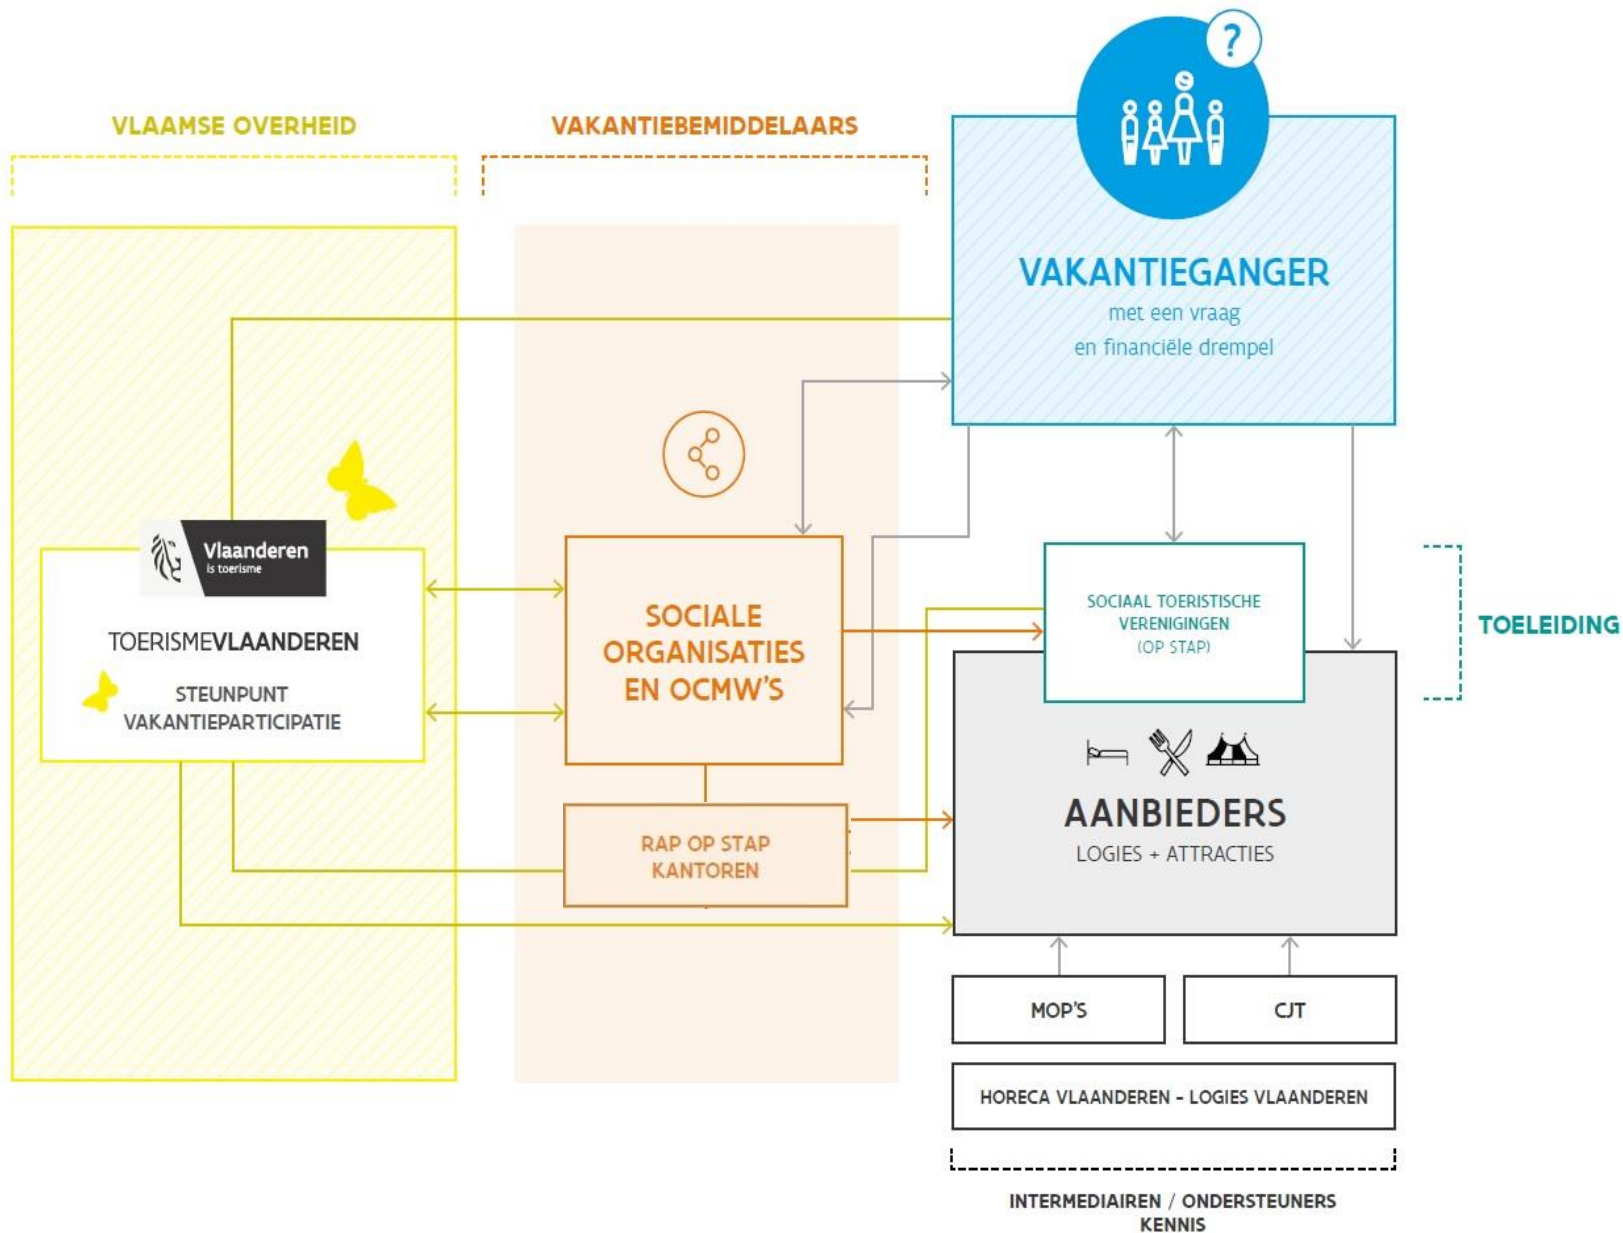 ?
VLAAMSE OVERHEID
VAKANTIEBEMIDDELAARS
VAKANTIEGANGER
met een vraag
en financiële drempel
Vlaanderen
is toerisme
TOERISMEVLAANDEREN
STEUNPUNT
VAKANTIEPARTICIPATIE
SOCIALE
ORGANISATIES
EN OCMW'S
RAP OP STAP
KANTOREN
SOCIAAL TOERISTISCHE
VERENIGINGEN
(OP STAP)
TOELEIDING
AANBIEDERS
LOGIES + ATTRACTIES
MOP'S
CJT
HORECA VLAANDEREN - LOGIES VLAANDEREN
INTERMEDIAIREN / ONDERSTEUNERS
KENNIS